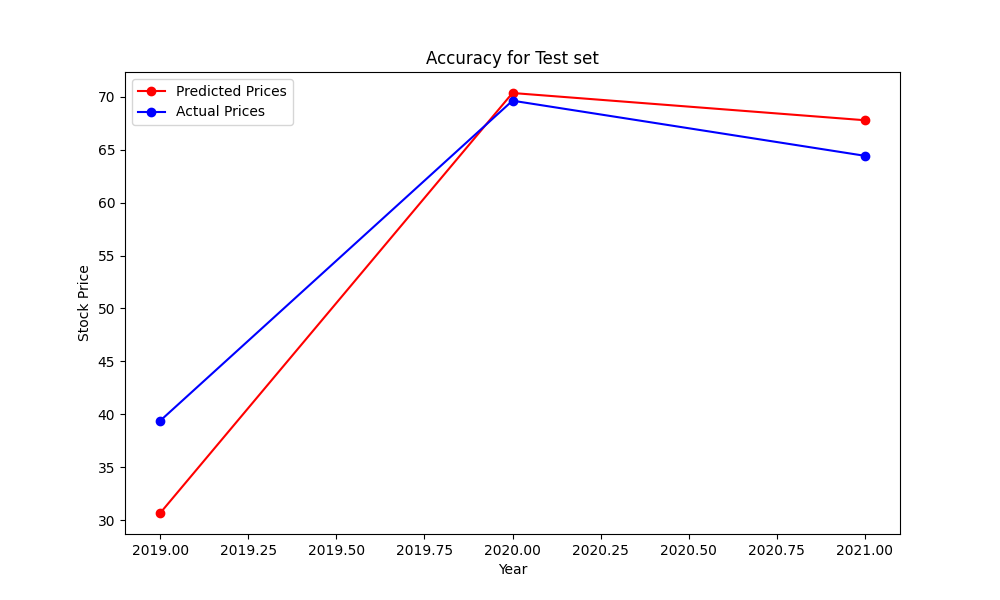 Accuracy for Test set
Predicted Prices
Actual Prices
70
65
60
55
50
45
40
35
30
Stock Price
2019.00 2019.25 2019.50 2019.75 2020.00 2020.25 2020.50 2020.75 2021.00
Year